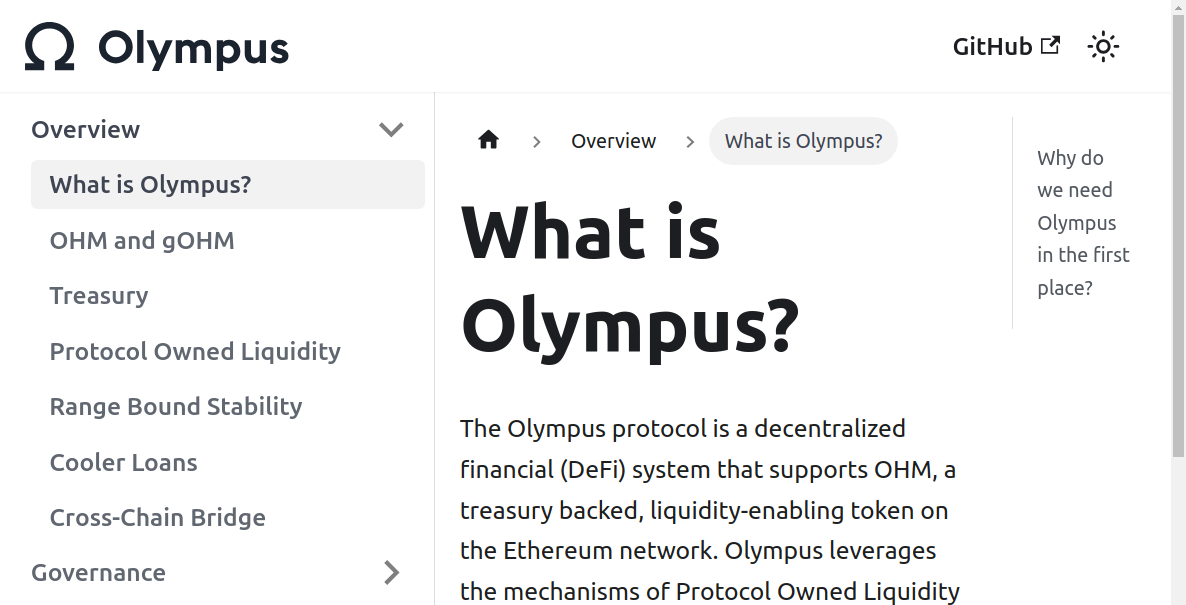 Olympus
GitHub
Overview
What is Olympus?
OHM and gOHM
Treasury
Protocol Owned Liquidity
Range Bound Stability
Cooler Loans
Cross-Chain Bridge
Governance
Overview
What is Olympus?
What is
Olympus?
The Olympus protocol is a decentralized
financial (DeFi) system that supports OHM, a
treasury backed, liquidity-enabling token on
the Ethereum network. Olympus leverages
the mechanisms of Protocol Owned Liquidity
Why do
we need
Olympus
in the first
place?